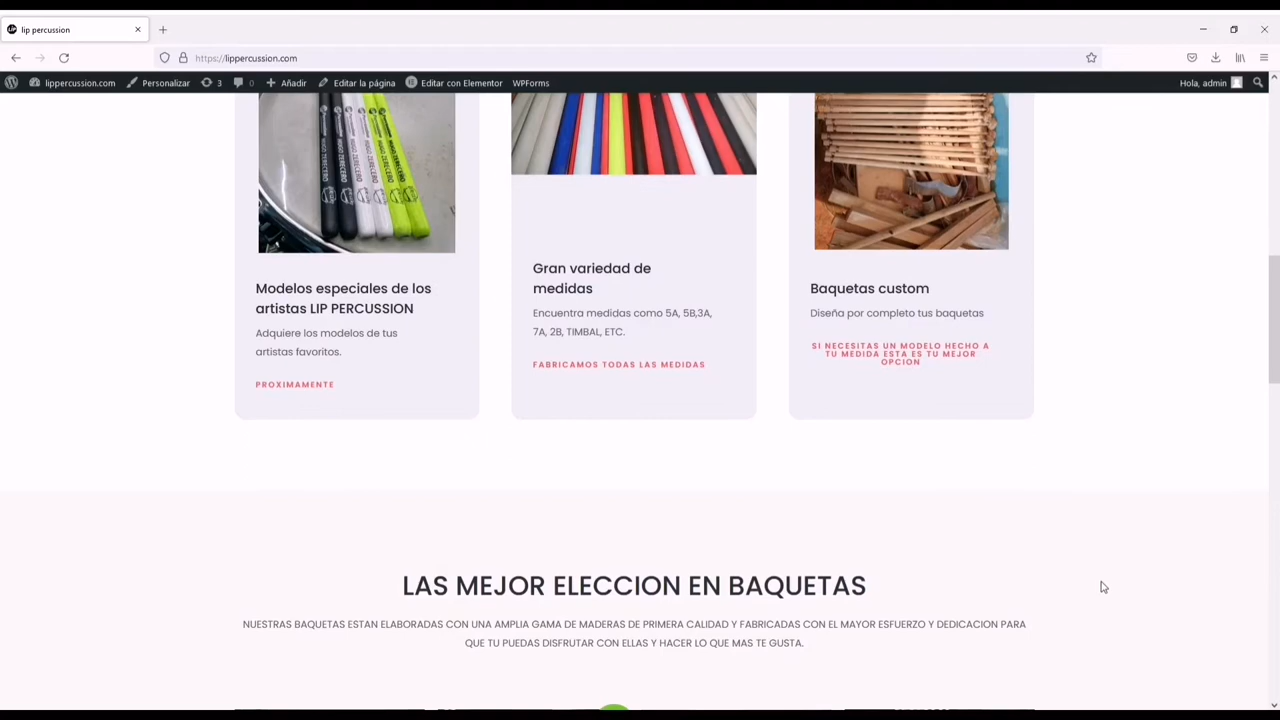 lip percussion
https://lippercussion.com
lippercussion.com
Personalizar
3
0
Añadir
Editar la página
Editar con Elementor
WPForms
Hola, admin
HUGO TERECERO
Modelos especiales de los
artistas LIP PERCUSSION
Adquiere los modelos de tus
artistas favoritos.
PROXIMAMENTE
Gran variedad de
medidas
Encuentra medidas como 5A, 5B,3A,
7A, 2B, TIMBAL, ETC.
FABRICAMOS TODAS LAS MEDIDAS
Baquetas custom
Diseña por completo tus baquetas
SI NECESITAS UN MODELO HECHO A
TU MEDIDA ESTA ES TU MEJOR
OPCION
LAS MEJOR ELECCION EN BAQUETAS
NUESTRAS BAQUETAS ESTAN ELABORADAS CON UNA AMPLIA GAMA DE MADERAS DE PRIMERA CALIDAD Y FABRICADAS CON EL MAYOR ESFUERZO Y DEDICACION PARA
QUE TU PUEDAS DISFRUTAR CON ELLAS Y HACER LO QUE MAS TE GUSTA.